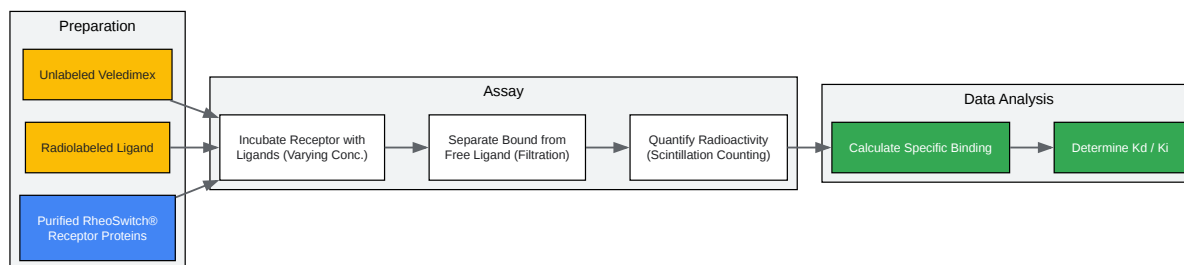 Preparation
Unlabeled Veledimex
Radiolabeled Ligand
Purified RheoSwitch®
Receptor Proteins
Assay
Incubate Receptor with
Ligands (Varying Conc.)
Separate Bound from
Free Ligand (Filtration)
Quantify Radioactivity
(Scintillation Counting)
Data Analysis
Calculate Specific Binding
Determine Kd / Ki